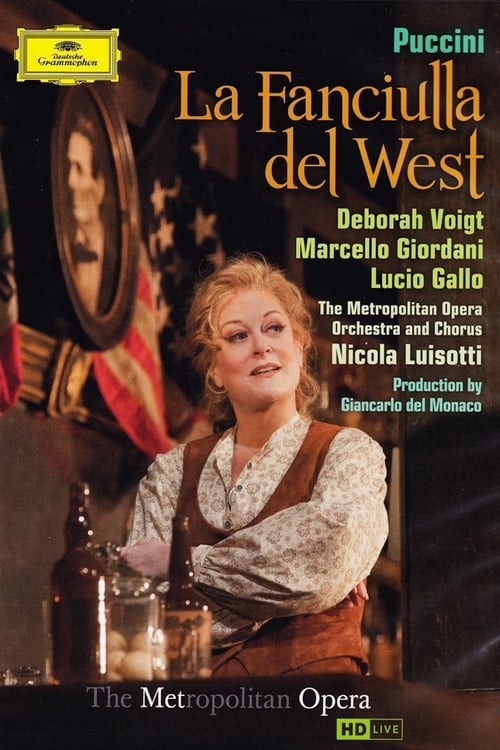 Deutsche
Grammophon
Puccini
La Fanciulla
del West
Deborah Voigt
Marcello Giordani
Lucio Gallo
The Metropolitan Opera
Orchestra and Chorus
Nicola Luisotti
Production by
Giancarlo del Monaco
The Metropolitan Opera
HD LIVE